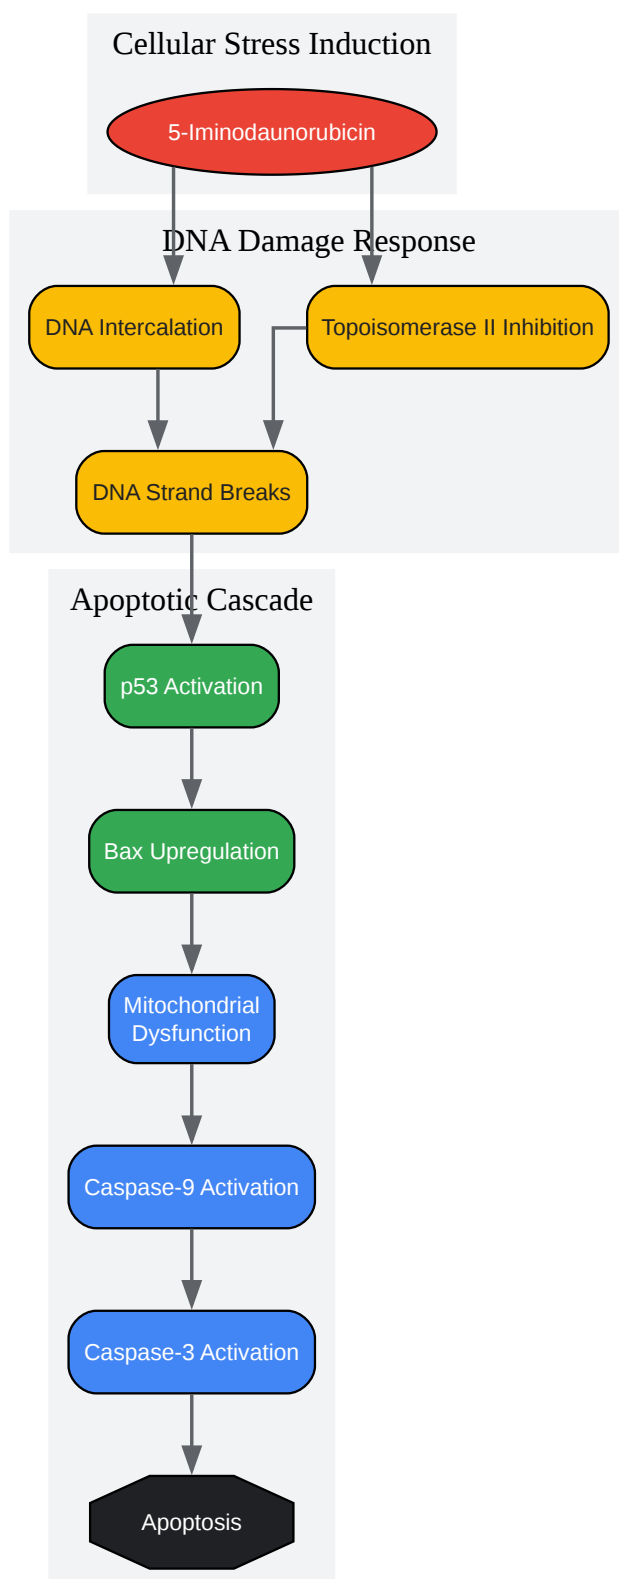 Cellular Stress Induction
5-Iminodaunorubicin
DNA Damage Response
DNA Intercalation
Topoisomerase II Inhibition
DNA Strand Breaks
Apoptotic Cascade
p53 Activation
Bax Upregulation
Mitochondrial
Dysfunction
Caspase-9 Activation
Caspase-3 Activation
Apoptosis